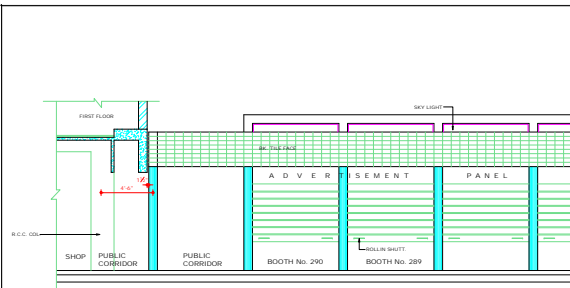 SKY LIGHT
FIRST FLOOR
BK. TILE FACE
A D V E R T I S E M E N T P A N E L
4'-6"
R.C.C. COL.
ROLLIN SHUTT.
SHOP PUBLIC CORRIDOR
PUBLIC CORRIDOR
BOOTH No. 290
BOOTH No. 289